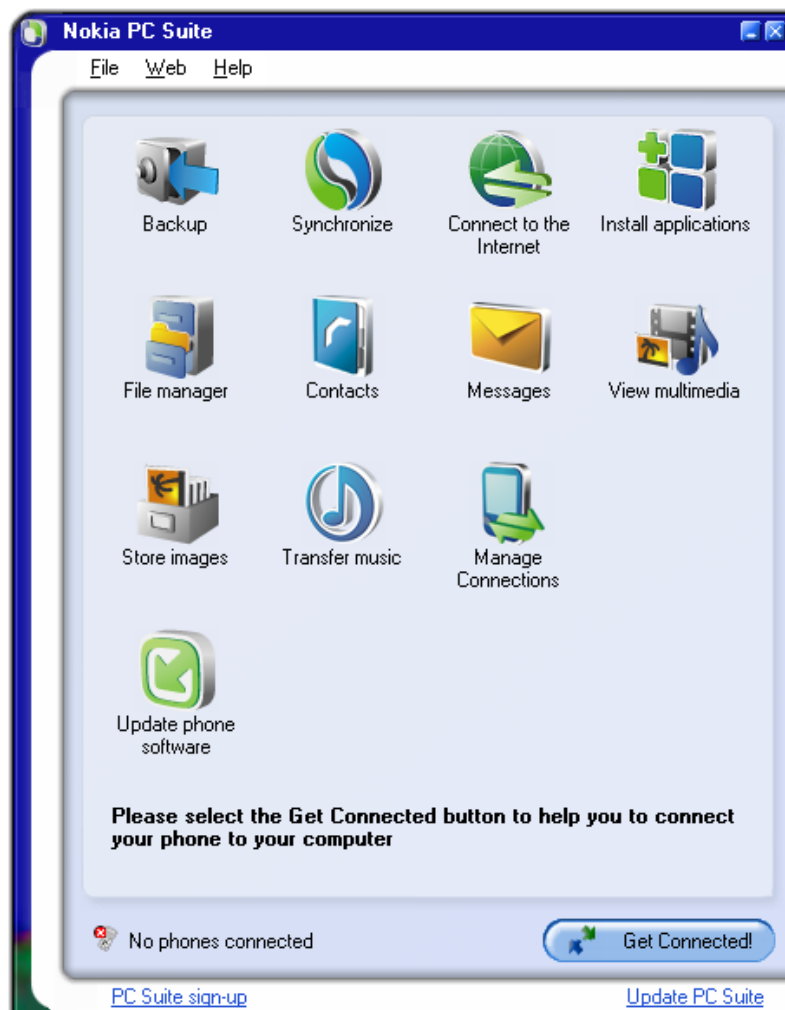 Nokia PC Suite
File Web Help
Backup
Synchronize
Connect to the
Internet
Install applications
File manager
Contacts
Messages
View multimedia
Store images
Transfer music
Manage
Connections
Update phone
software
Please select the Get Connected button to help you to connect
your phone to your computer
No phones connected
Get Connected!
PC Suite sign-up
Update PC Suite